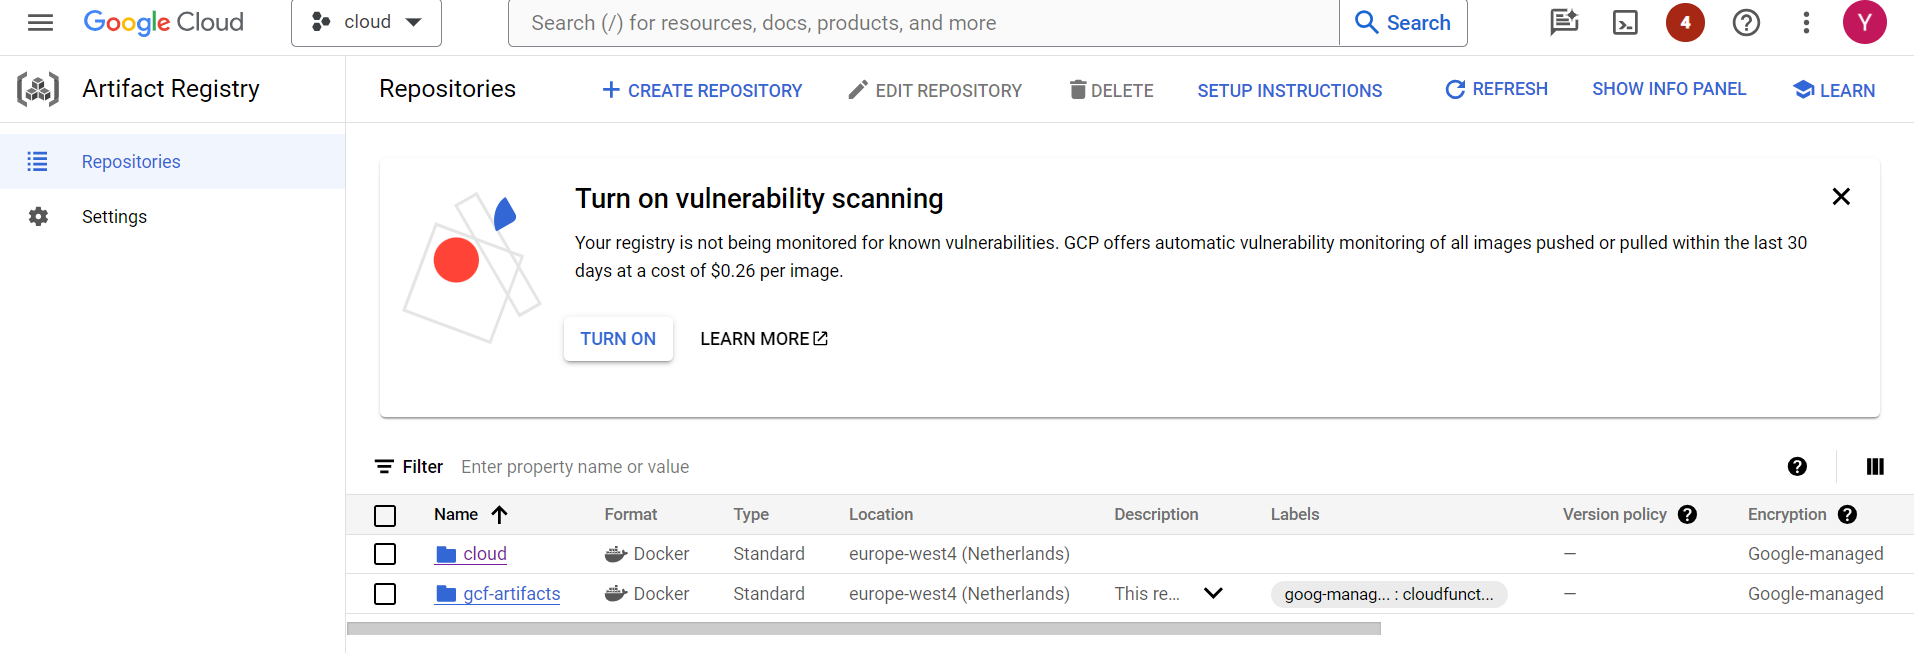 Google Cloud
cloud
Search (/) for resources, docs, products, and more
Search
4
Y
Artifact Registry
Repositories
CREATE REPOSITORY
EDIT REPOSITORY
DELETE
SETUP INSTRUCTIONS
REFRESH
SHOW INFO PANEL
LEARN
Repositories
Settings
Turn on vulnerability scanning
Your registry is not being monitored for known vulnerabilities. GCP offers automatic vulnerability monitoring of all images pushed or pulled within the last 30
days at a cost of $0.26 per image.
TURN ON
LEARN MORE
Filter Enter property name or value
Name Format Type Location Description Labels Version policy Encryption
cloud Docker Standard europe-west4 (Netherlands) — Google-managed
gcf-artifacts Docker Standard europe-west4 (Netherlands) This re... goog-manag... : cloudfunct... — Google-managed